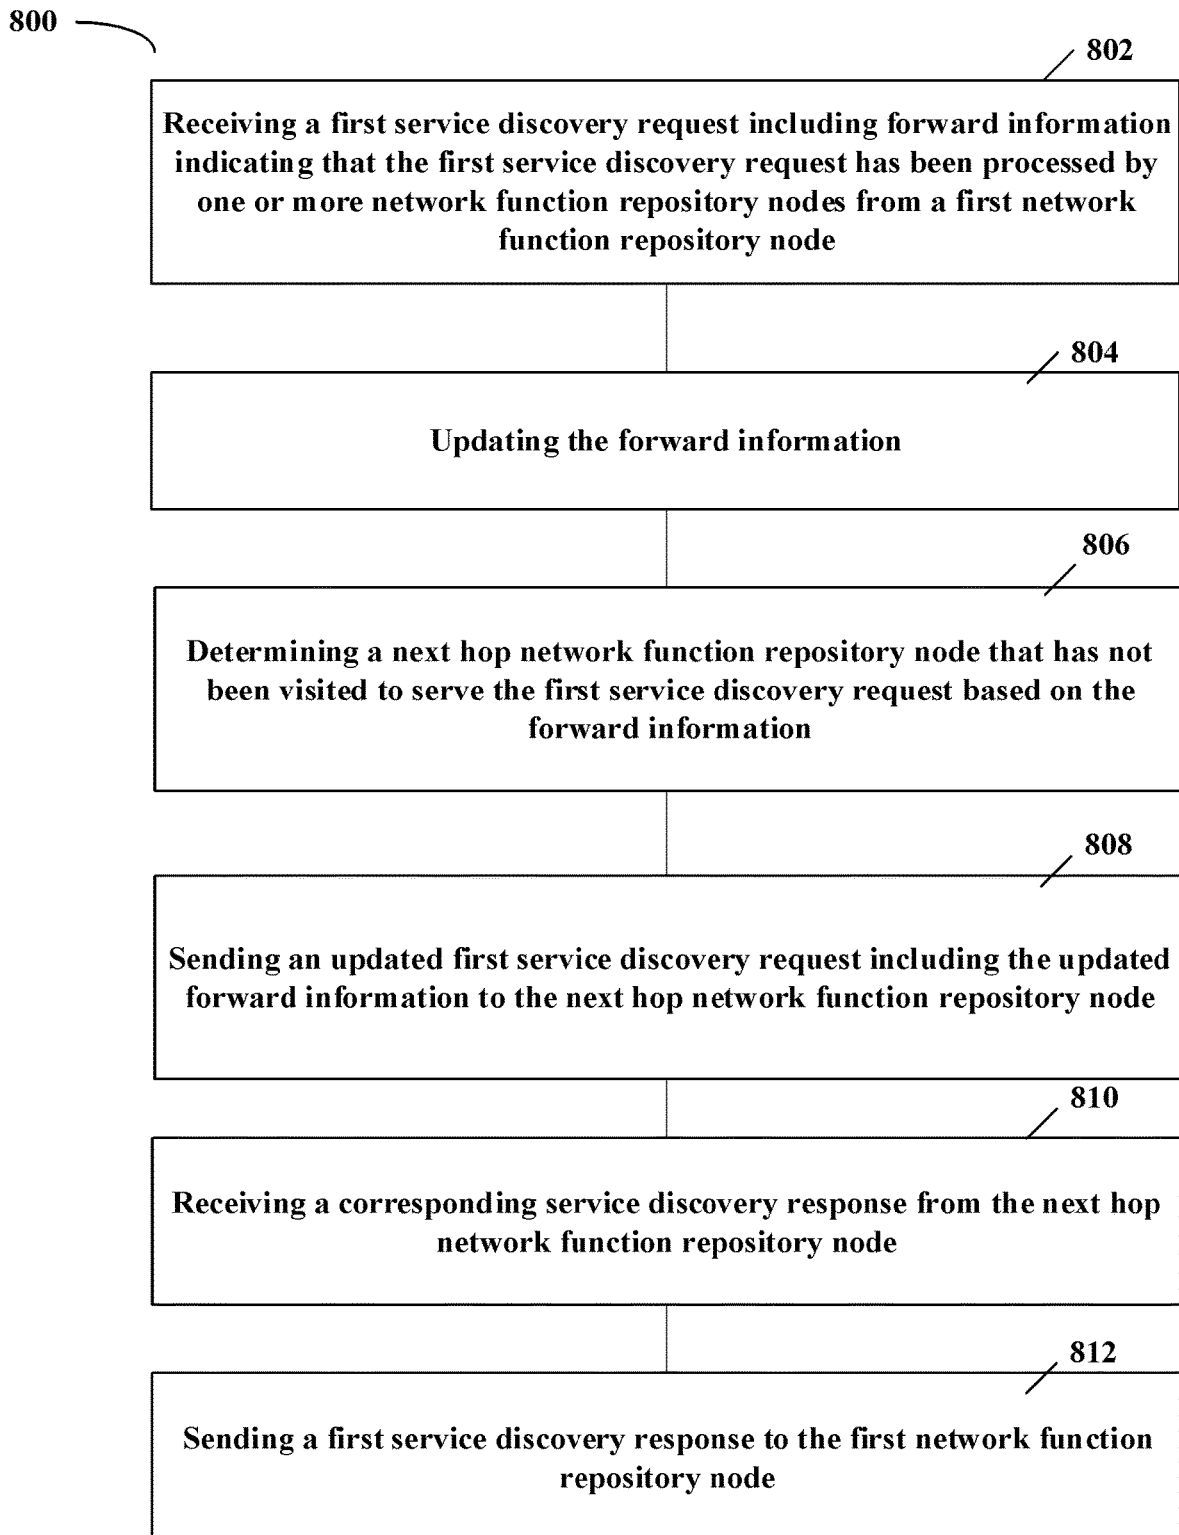 800
802
Receiving a first service discovery request including forward information
indicating that the first service discovery request has been processed by
one or more network function repository nodes from a first network
function repository node
804
Updating the forward information
806
Determining a next hop network function repository node that has not
been visited to serve the first service discovery request based on the
forward information
808
Sending an updated first service discovery request including the updated
forward information to the next hop network function repository node
810
Receiving a corresponding service discovery response from the next hop
network function repository node
812
Sending a first service discovery response to the first network function
repository node